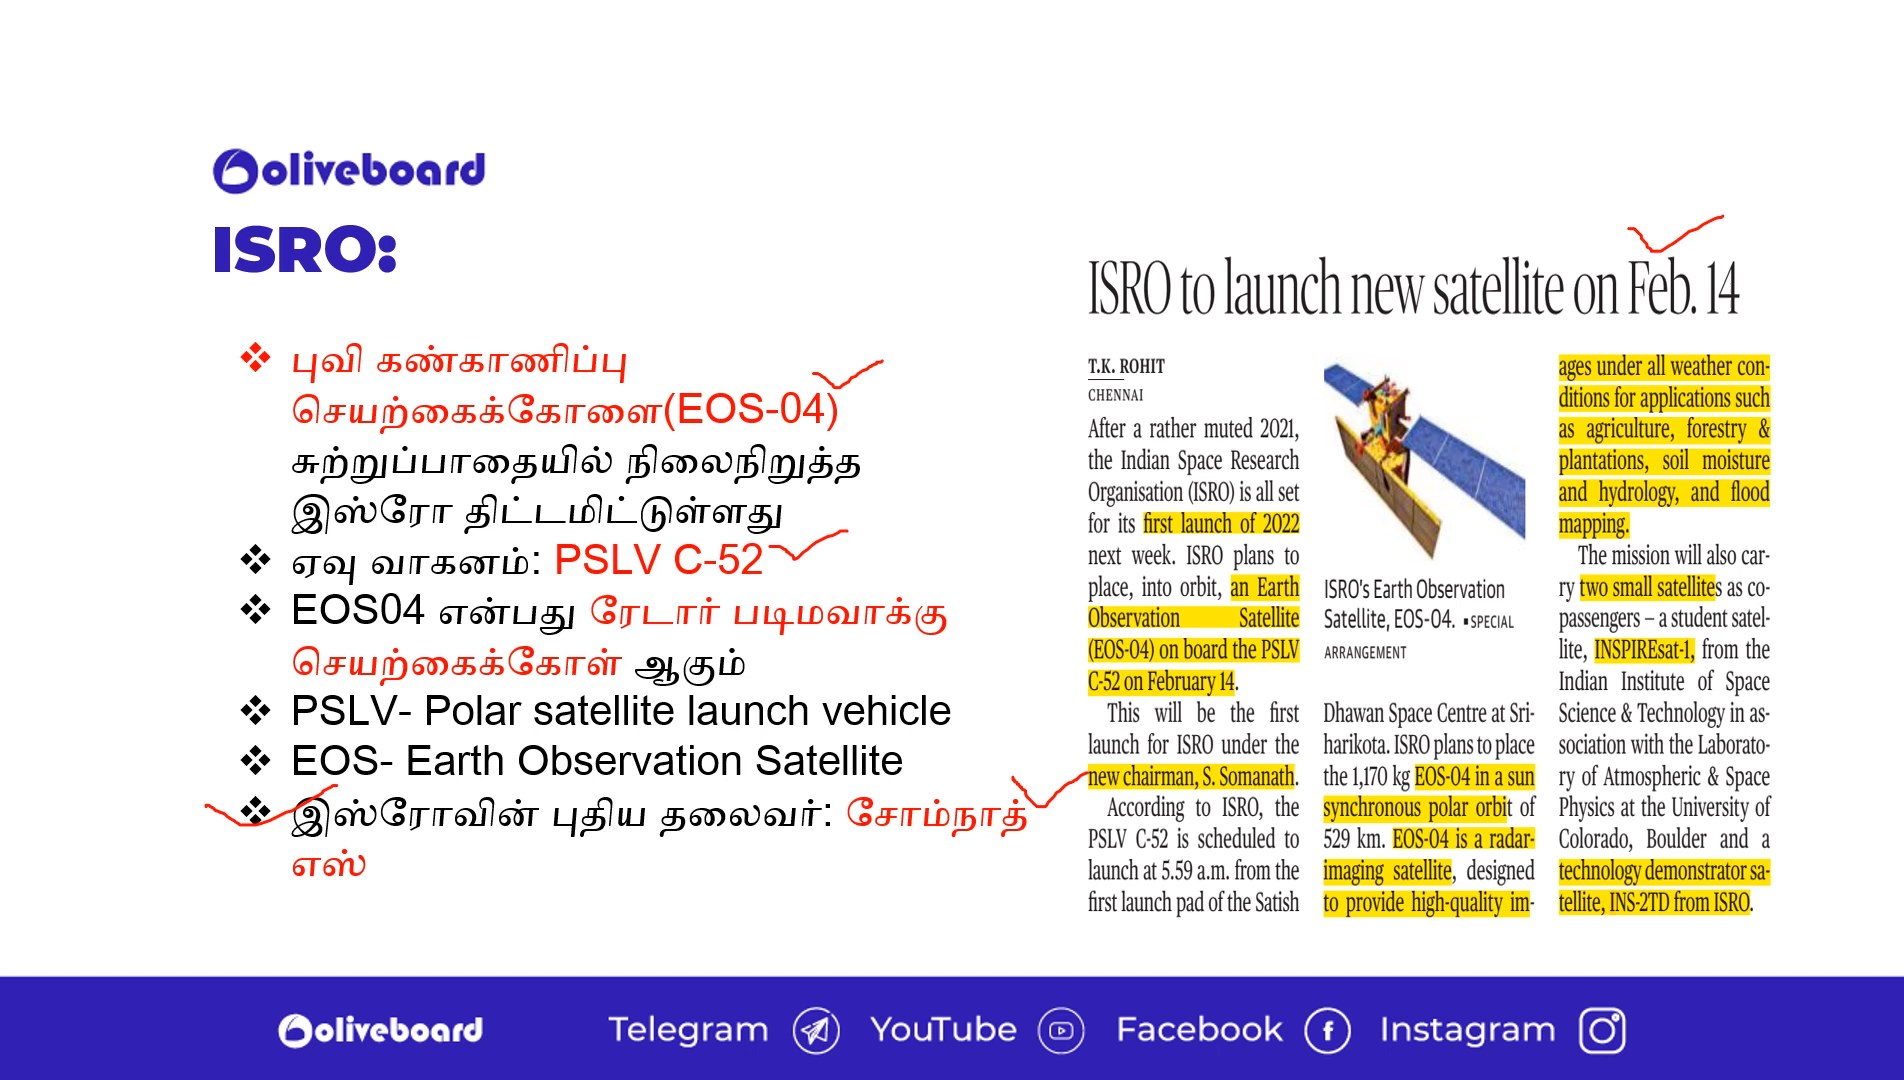 oliveboard
ISRO:
❖ புவி கண்காணிப்பு
செயற்கைக்கோளை(EOS-04)
சுற்றுப்பாதையில் நிலைநிறுத்த
இஸ்ரோ திட்டமிட்டுள்ளது
❖ ஏவு வாகனம்: PSLV C-52
❖ EOS04 என்பது ரேடார் படிமவாக்கு
செயற்கைக்கோள் ஆகும்
❖ PSLV- Polar satellite launch vehicle
❖ EOS- Earth Observation Satellite
❖ இஸ்ரோவின் புதிய தலைவர்: சோம்நாத்
எஸ்
ISRO to launch new satellite on Feb. 14
T.K. ROHIT
CHENNAI
After a rather muted 2021,
the Indian Space Research
Organisation (ISRO) is all set
for its first launch of 2022
next week. ISRO plans to
place, into orbit, an Earth
Observation Satellite
(EOS-04) on board the PSLV
C-52 on February 14.
This will be the first
launch for ISRO under the
new chairman, S. Somanath.
According to ISRO, the
PSLV C-52 is scheduled to
launch at 5.59 a.m. from the
first launch pad of the Satish
ISRO's Earth Observation
Satellite, EOS-04. ▪SPECIAL
ARRANGEMENT
Dhawan Space Centre at Sri-
harikota. ISRO plans to place
the 1,170 kg EOS-04 in a sun
synchronous polar orbit of
529 km. EOS-04 is a radar-
imaging satellite, designed
to provide high-quality im-
ages under all weather con-
ditions for applications such
as agriculture, forestry &
plantations, soil moisture
and hydrology, and flood
mapping.
The mission will also car-
ry two small satellites as co-
passengers – a student satel-
lite, INSPIREsat-1, from the
Indian Institute of Space
Science & Technology in as-
sociation with the Laborato-
ry of Atmospheric & Space
Physics at the University of
Colorado, Boulder and a
technology demonstrator sa-
tellite, INS-2TD from ISRO.
oliveboard Telegram YouTube Facebook Instagram